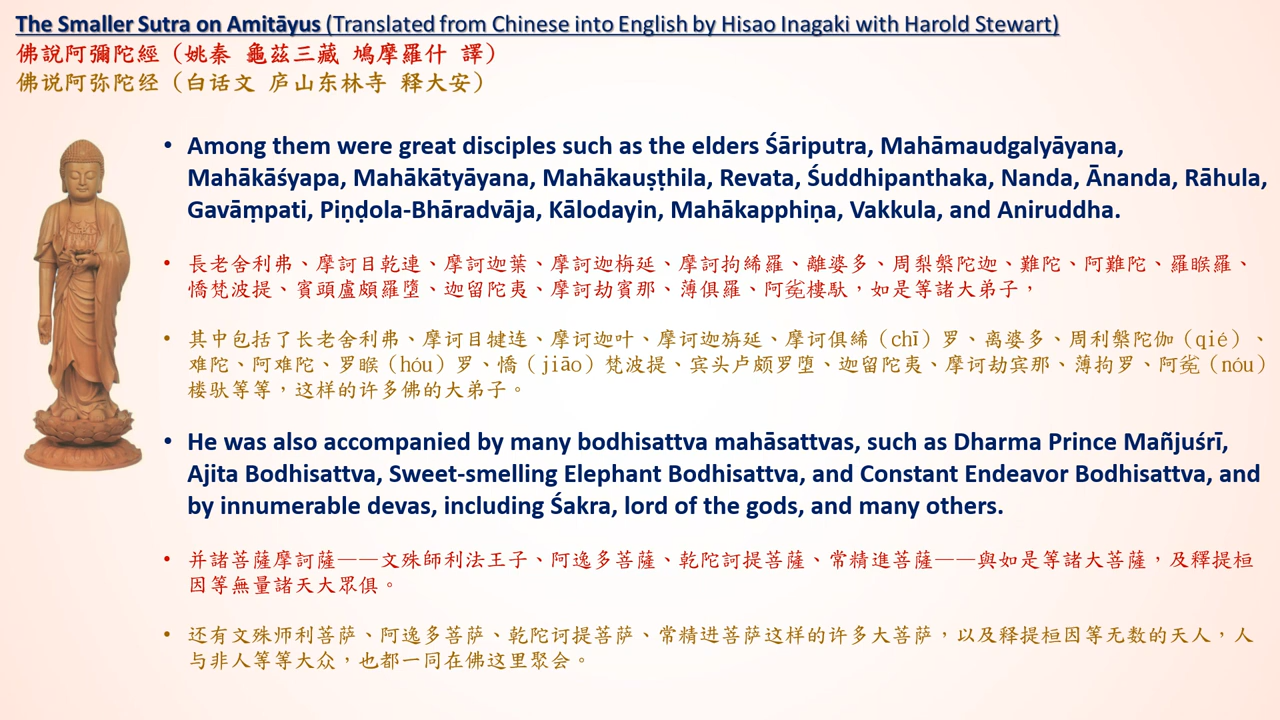 The Smaller Sutra on Amitāyus (Translated from Chinese into English by Hisao Inagaki with Harold Stewart)
佛說阿彌陀經（姚秦 龜茲三藏 鳩摩羅什 譯）
佛说阿弥陀经（白话文 庐山东林寺 释大安）
• Among them were great disciples such as the elders Śāriputra, Mahāmaudgalyāyana,
Mahākāśyapa, Mahākātyāyana, Mahākauṣṭhila, Revata, Śuddhipanthaka, Nanda, Ānanda, Rāhula,
Gavāṃpati, Piṇḍola-Bhāradvāja, Kālodayin, Mahākapphiṇa, Vakkula, and Aniruddha.
• 長老舍利弗、摩訶目乾連、摩訶迦葉、摩訶迦栴延、摩訶拘絺羅、離婆多、周梨槃陀迦、難陀、阿難陀、羅睺羅、
憍梵波提、賓頭盧頗羅墮、迦留陀夷、摩訶劫賓那、薄俱羅、阿㝹樓馱，如是等諸大弟子，
• 其中包括了长老舍利弗、摩诃目犍连、摩诃迦叶、摩诃迦旃延、摩诃俱絺（chī）罗、离婆多、周利槃陀伽（qié）、
难陀、阿难陀、罗睺（hóu）罗、憍（jiāo）梵波提、宾头卢颇罗堕、迦留陀夷、摩诃劫宾那、薄拘罗、阿㝹（nóu）
楼驮等等，这样的许多佛的大弟子。
• He was also accompanied by many bodhisattva mahāsattvas, such as Dharma Prince Mañjuśrī,
Ajita Bodhisattva, Sweet-smelling Elephant Bodhisattva, and Constant Endeavor Bodhisattva, and
by innumerable devas, including Śakra, lord of the gods, and many others.
• 并諸菩薩摩訶薩——文殊師利法王子、阿逸多菩薩、乾陀訶提菩薩、常精進菩薩——與如是等諸大菩薩，及釋提桓
因等無量諸天大眾俱。
• 还有文殊师利菩萨、阿逸多菩萨、乾陀诃提菩萨、常精进菩萨这样的许多大菩萨，以及释提桓因等无数的天人，人
与非人等等大众，也都一同在佛这里聚会。